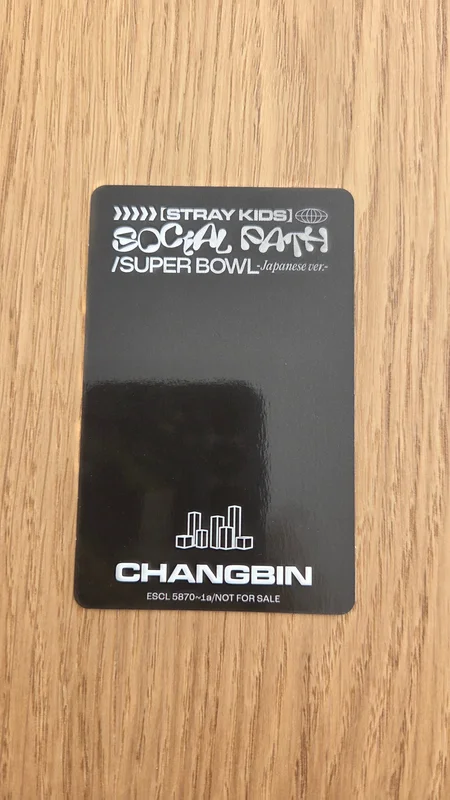 ❯❯❯❯❯[STRAY KIDS]
SOCIAL PATH
/SUPER BOWL-Japanese ver.-
CHANGBIN
ESCL 5870~1a/NOT FOR SALE